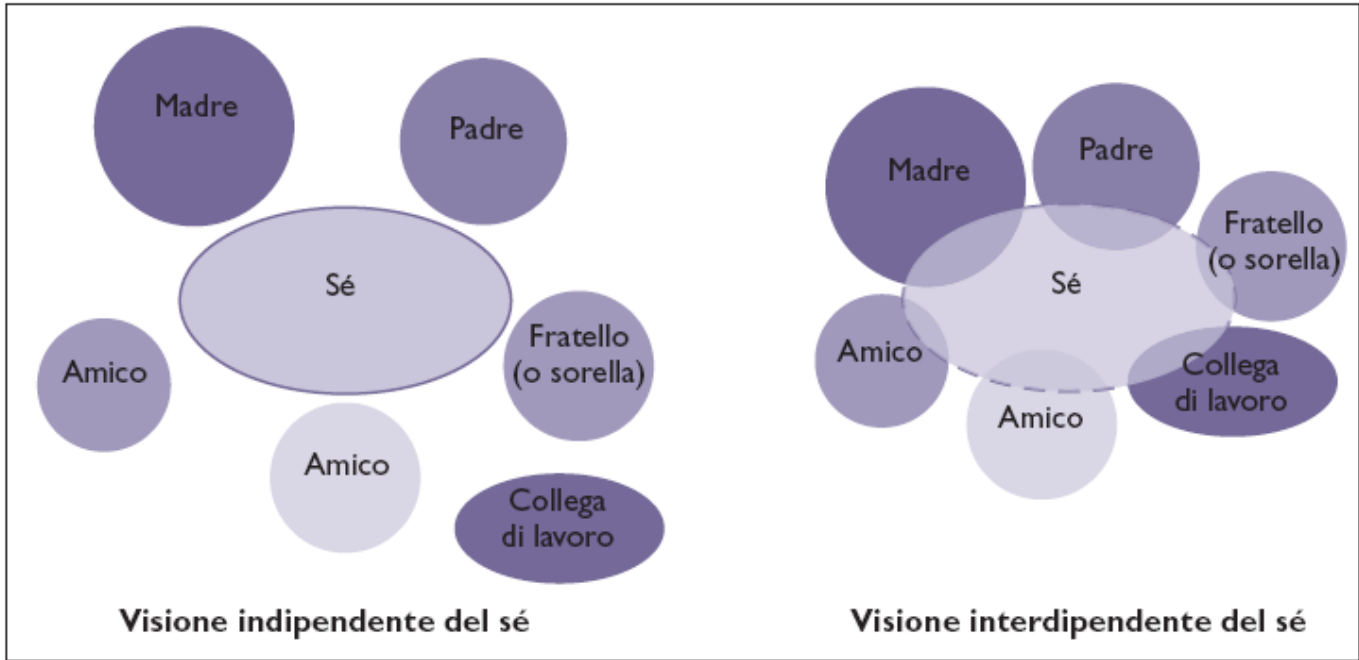 Madre
Padre
Sé
Amico
Fratello
(o sorella)
Amico
Collega
di lavoro
Visione indipendente del sé
Madre
Padre
Fratello
(o sorella)
Sé
Amico
Collega
di lavoro
Amico
Visione interdipendente del sé